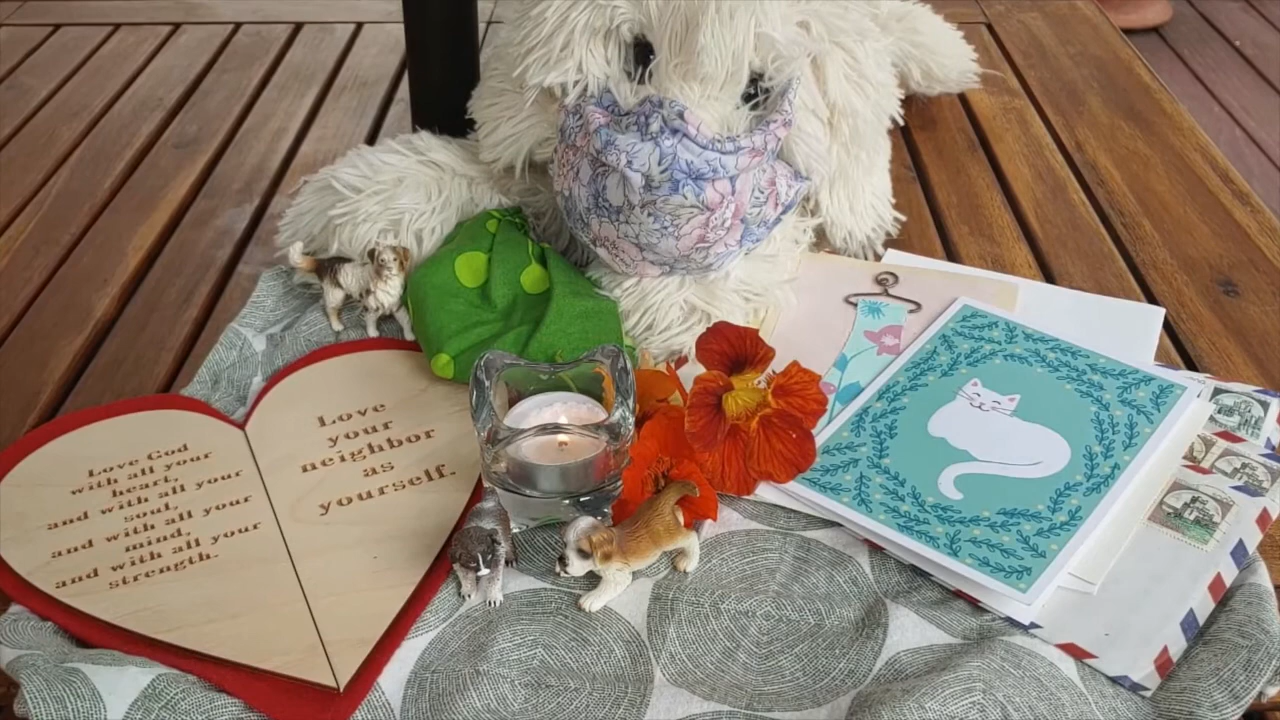 Love God
with all your
heart,
and with all your
soul,
and with all your
mind,
and with all your
strength.
Love
your
neighbor
as
yourself.